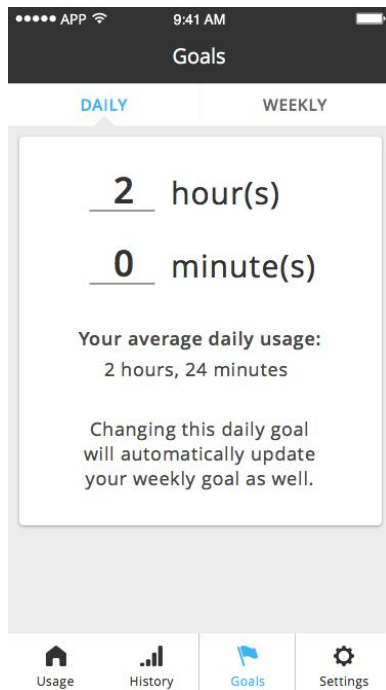 APP 9:41 AM
Goals
DAILY WEEKLY
2 hour(s)
0 minute(s)
Your average daily usage:
2 hours, 24 minutes
Changing this daily goal
will automatically update
your weekly goal as well.
Usage History Goals Settings